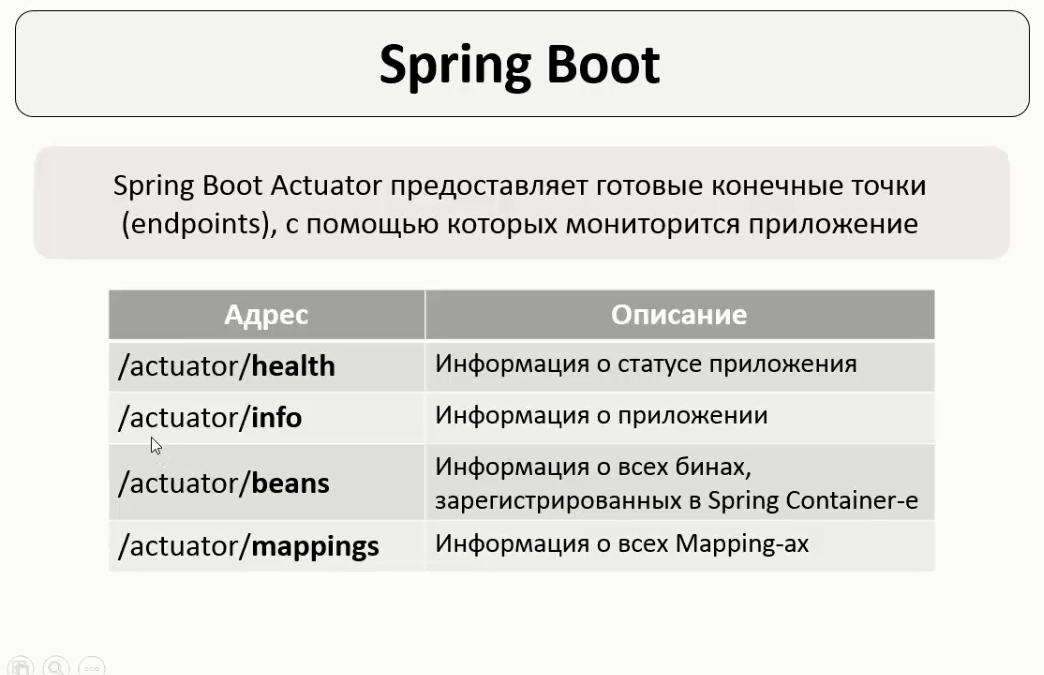 Spring Boot
Spring Boot Actuator предоставляет готовые конечные точки
(endpoints), с помощью которых мониторится приложение
Адрес
Описание
/actuator/health
Информация о статусе приложения
/actuator/info
Информация о приложении
/actuator/beans
Информация о всех бинах,
зарегистрированных в Spring Container-е
/actuator/mappings
Информация о всех Mapping-ах